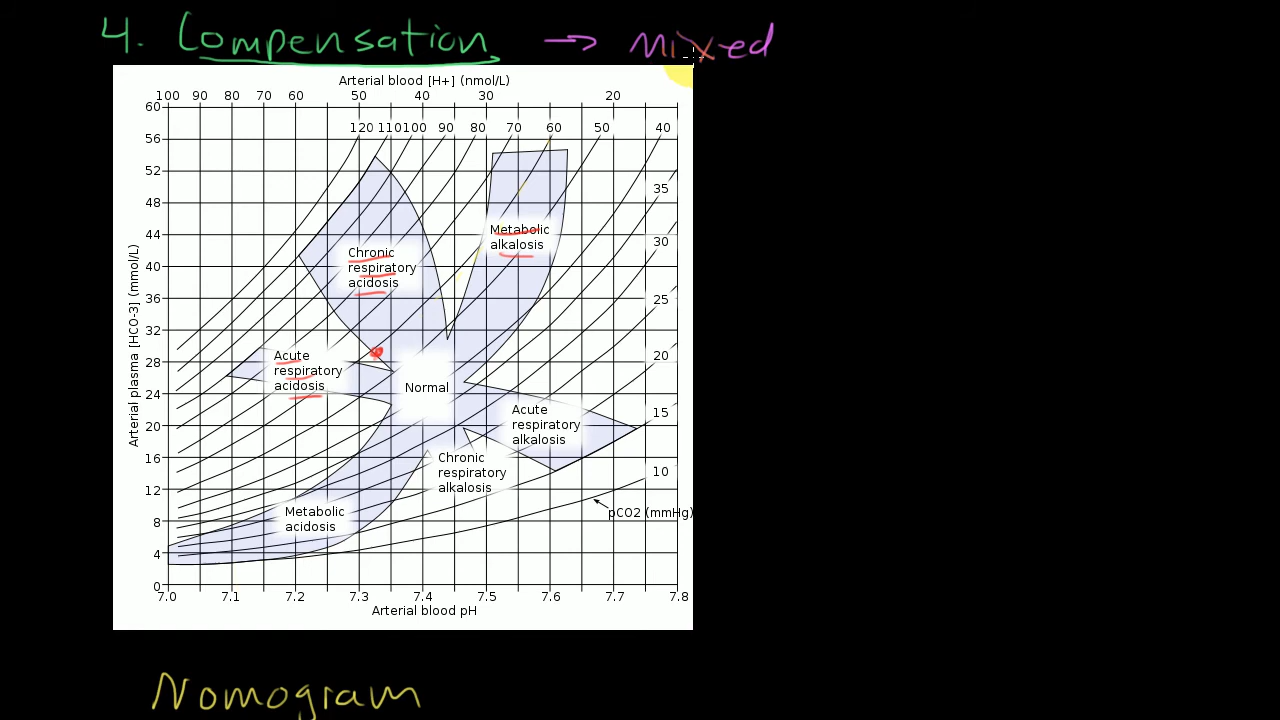 4. Compensation → mixed
Arterial blood [H+] (nmol/L)
100 90 80 70 60 50 40 30 20
60
120 110 100 90 80 70 60 50 40
56
52
35
48
Metabolic
alkalosis
44
30
Chronic
respiratory
acidosis
40
36
25
32
28
20
Acute
respiratory
acidosis
Normal
24
Acute
respiratory
alkalosis
15
20
16
Chronic
respiratory
alkalosis
10
12
Metabolic
acidosis
pCO2 (mmHg)
8
4
0
Arterial plasma [HCO-3] (mmol/L)
7.0 7.1 7.2 7.3 7.4 7.5 7.6 7.7 7.8
Arterial blood pH
Nomogram